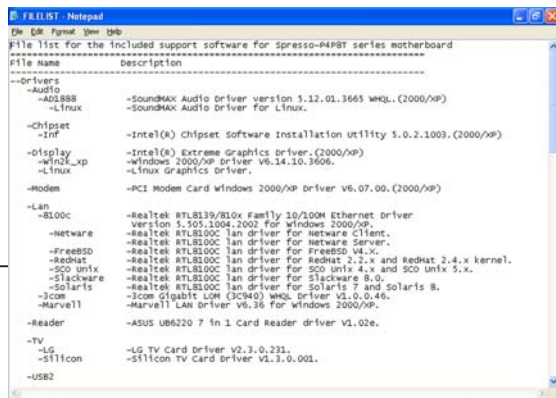 FILELIST - Notepad
File Edit Format View Help
File list for the included support software for Spresso-P4P8T series motherboard
================================================================
File Name Description
----------------------------------------------------------------
--Drivers
-Audio
-AD1888 -SoundMAX Audio Driver version 5.12.01.3665 WHQL.(2000/XP)
-Linux -SoundMAX Audio Driver for Linux.
-Chipset
-Inf -Intel(R) Chipset Software Installation Utility 5.0.2.1003.(2000/XP)
-Display -Intel(R) Extreme Graphics Driver.(2000/XP)
-Win2k_xp -Windows 2000/XP Driver V6.14.10.3606.
-Linux -Linux Graphics Driver.
-Modem -PCI Modem Card Windows 2000/XP Driver V6.07.00.(2000/XP)
-Lan
-8100c -Realtek RTL8139/810x Family 10/100M Ethernet Driver
Version 5.505.1004.2002 for Windows 2000/XP.
-Netware -Realtek RTL8100C lan driver for Netware Client.
-Realtek RTL8100C lan driver for Netware Server.
-FreeBSD -Realtek RTL8100C lan driver for FreeBSD V4.x.
-RedHat -Realtek RTL8100C lan driver for RedHat 2.2.x and RedHat 2.4.x kernel.
-SCO Unix -Realtek RTL8100C lan driver for SCO Unix 4.x and SCO Unix 5.x.
-Slackware -Realtek RTL8100C lan driver for Slackware 8.0.
-Solaris -Realtek RTL8100C lan driver for Solaris 7 and Solaris 8.
-3com -3com Gigabit LOM (3C940) WHQL Driver V1.0.0.46.
-Marvell -Marvell LAN Driver V6.36 for Windows 2000/XP.
-Reader -ASUS UB6220 7 in 1 Card Reader driver V1.02e.
-TV
-LG -LG TV Card Driver V2.3.0.231.
-Silicon -Silicon TV Card Driver V1.3.0.001.
-USB2